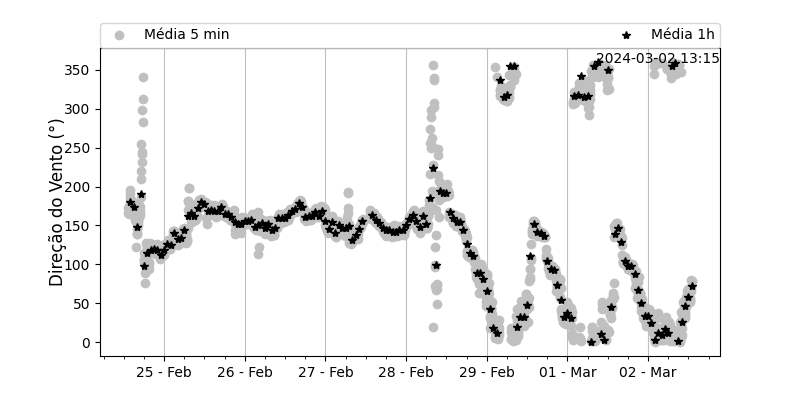 Média 5 min
Média 1h
2024-03-02 13:15
350
300
250
200
150
100
50
0
Direção do Vento (°)
25 - Feb
26 - Feb
27 - Feb
28 - Feb
29 - Feb
01 - Mar
02 - Mar